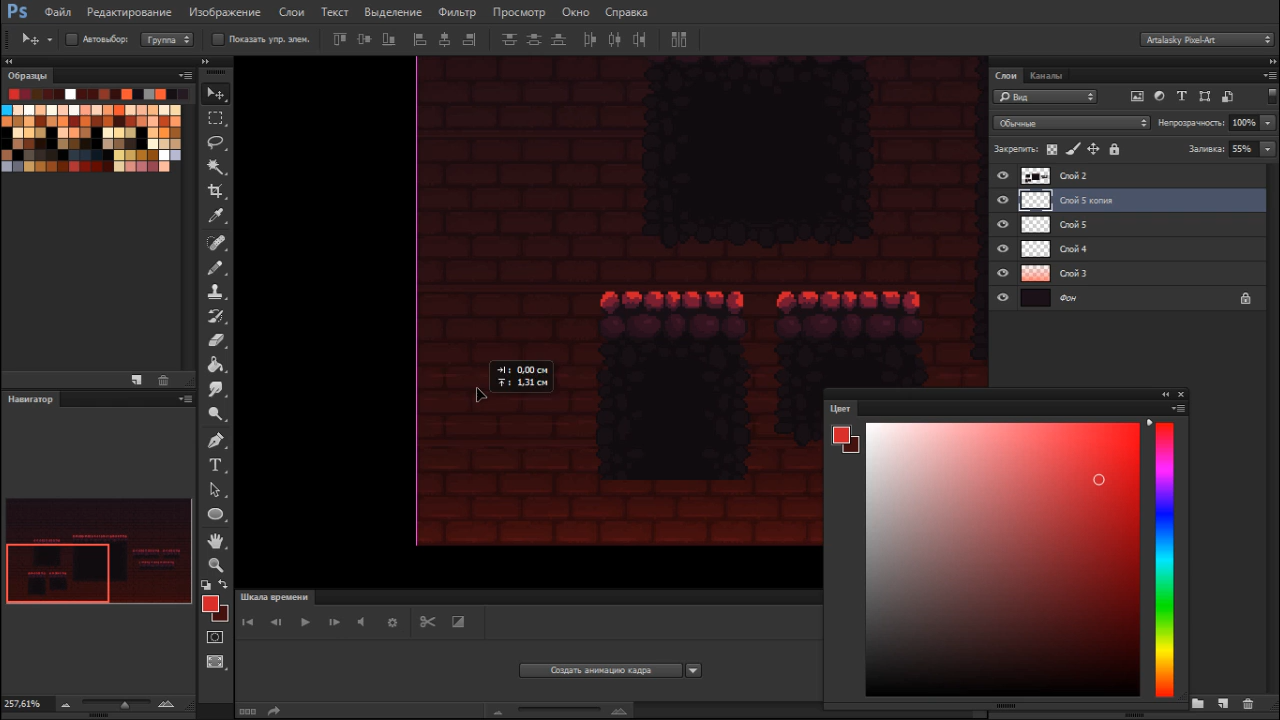 Ps Файл Редактирование Изображение Слои Текст Выделение Фильтр Просмотр Окно Справка
Автовыбор: Группа Показать упр. элем. Artalasky Pixel-Art
Образцы
Слои Каналы
Вид
Обычные Непрозрачность: 100%
Закрепить: Заливка: 55%
Слой 2
Слой 5 копия
Слой 5
Слой 4
Слой 3
Фон
: 0,00 см
: 1,31 см
Навигатор
Цвет
Шкала времени
Создать анимацию кадра
257,61%